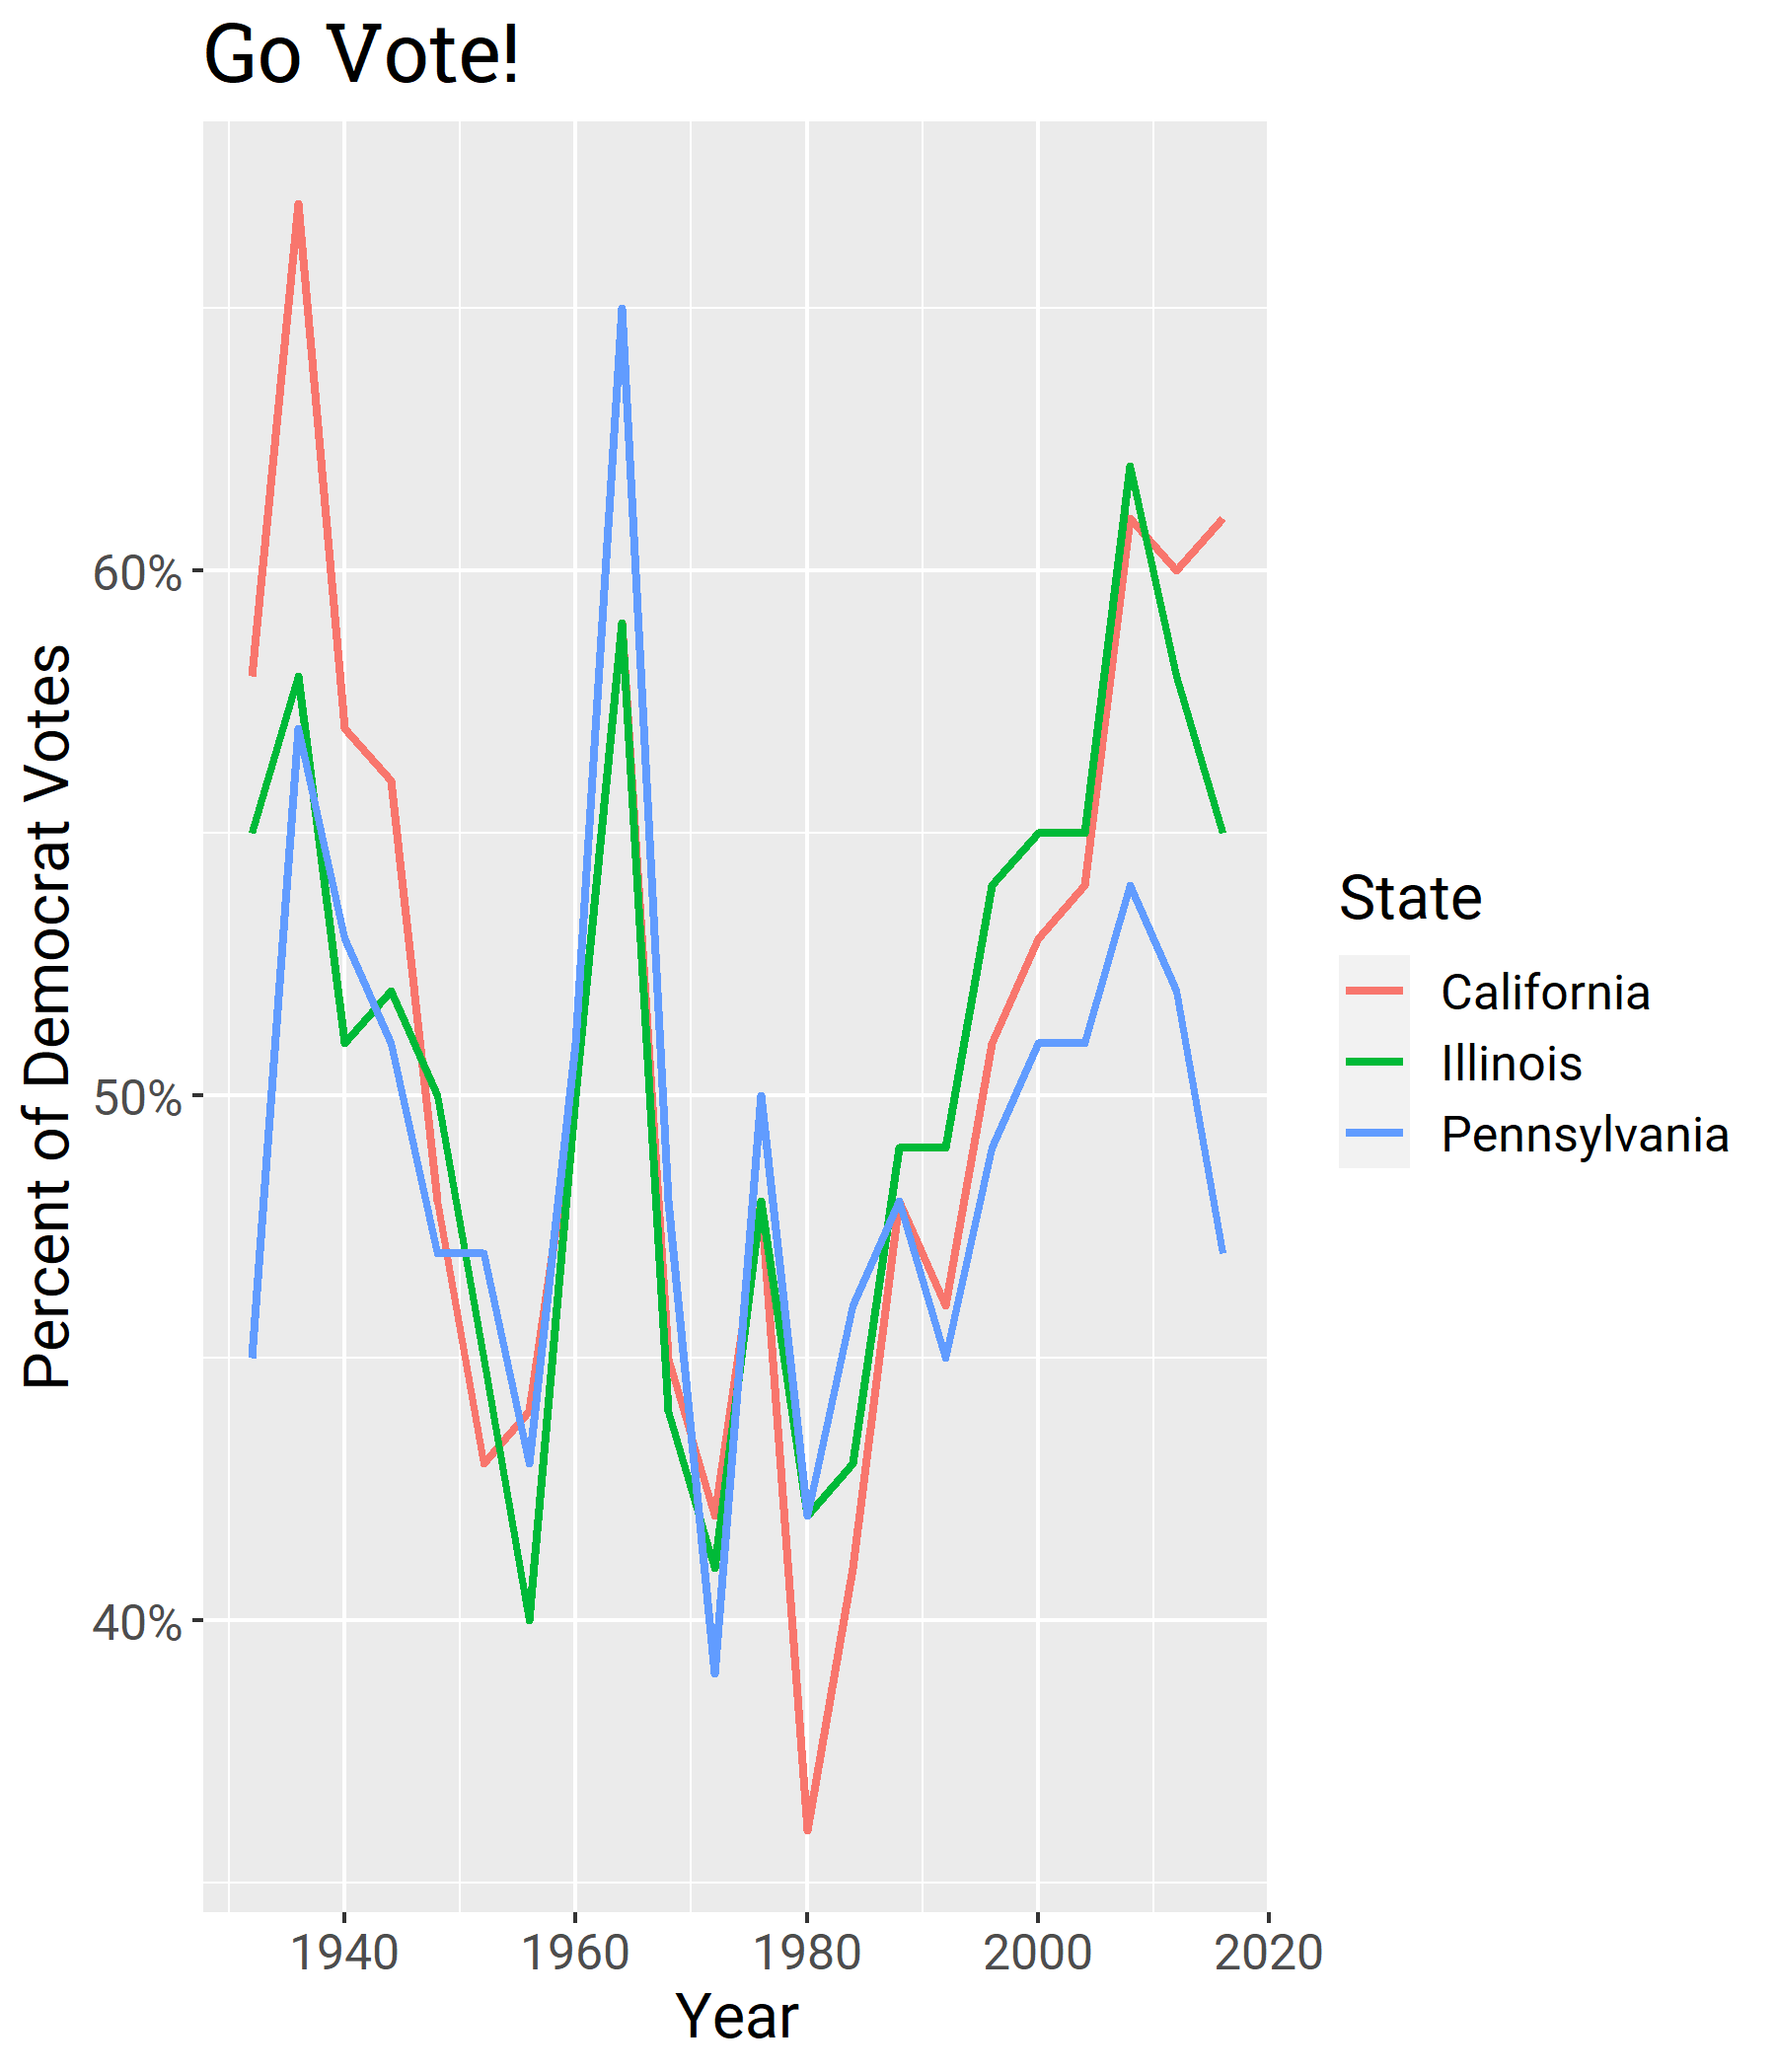 Go Vote!
Percent of Democrat Votes
60%
50%
40%
1940
1960
1980
2000
2020
Year
State
California
Illinois
Pennsylvania